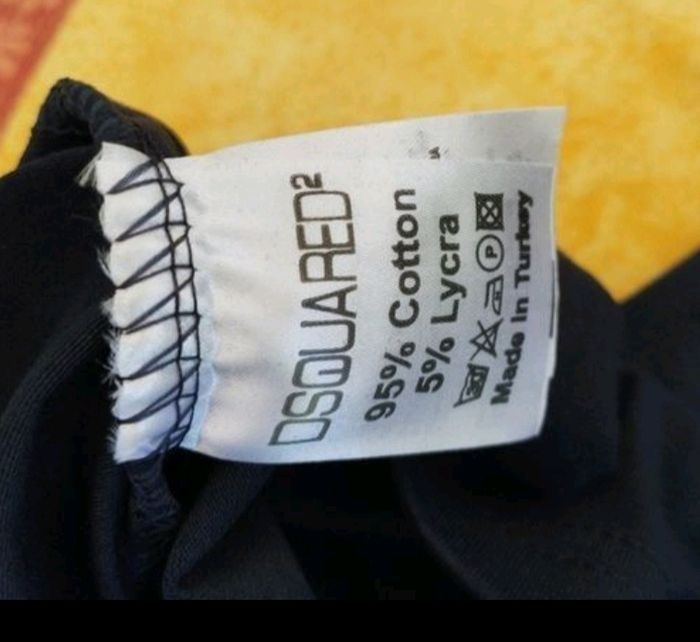 DSQUARED²
95% Cotton
5% Lycra
P
Made in Turkey